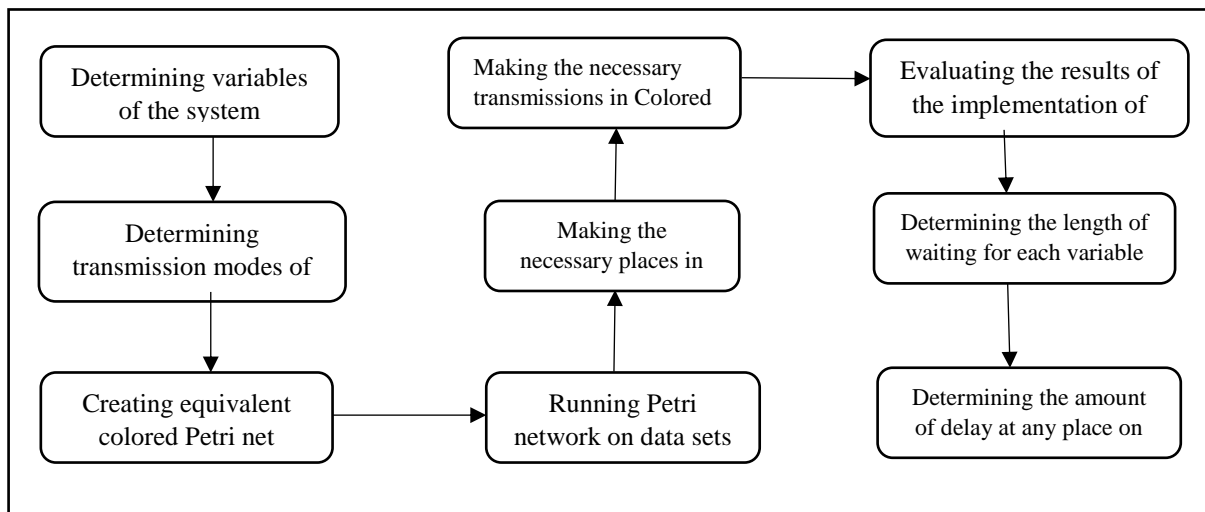 Determining variables
of the system
Determining
transmission modes of
Creating equivalent
colored Petri net
Running Petri
network on data sets
Making the
necessary places in
Making the necessary
transmissions in Colored
Evaluating the results of
the implementation of
Determining the length of
waiting for each variable
Determining the amount
of delay at any place on